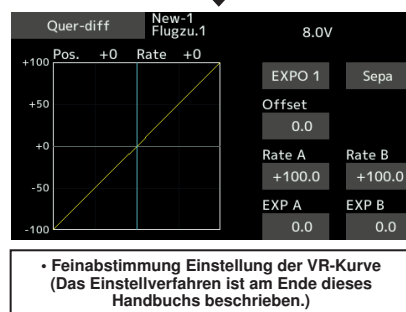 Quer-diff
New-1
Flugzu.1
8.0V
Pos. +0 Rate +0
+100
+50
+0
-50
-100
EXPO 1 Sepa
Offset
0.0
Rate A Rate B
+100.0 +100.0
EXP A EXP B
0.0 0.0
• Feinabstimmung Einstellung der VR-Kurve
(Das Einstellverfahren ist am Ende dieses
Handbuchs beschrieben.)